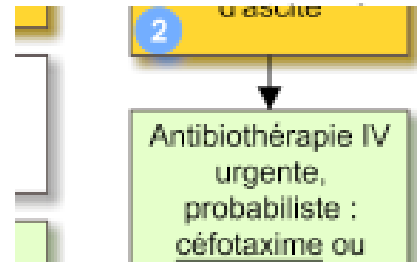 d'ascite
2
Antibiothérapie IV
urgente,
probabiliste :
céfotaxime ou